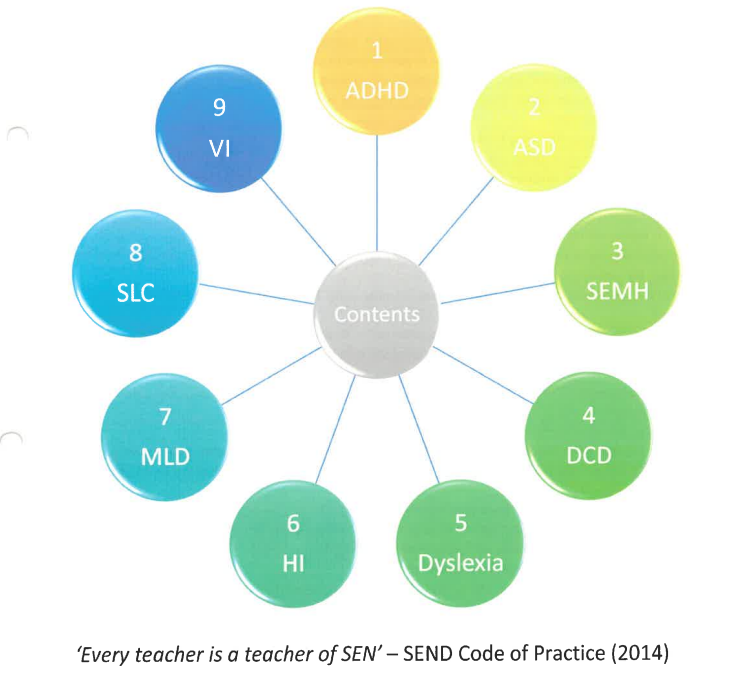 1
ADHD
2
ASD
3
SEMH
4
DCD
5
Dyslexia
6
HI
7
MLD
8
SLC
9
VI
Contents
‘Every teacher is a teacher of SEN’ – SEND Code of Practice (2014)